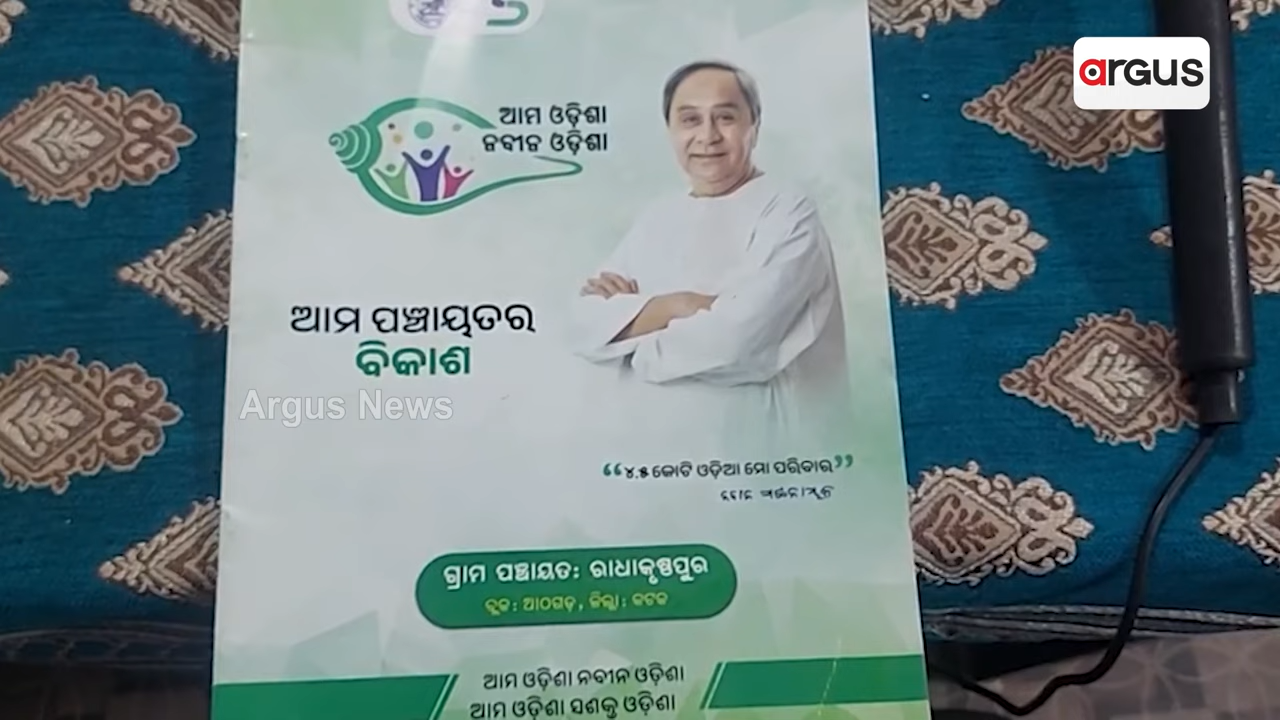 argus
ଆମ ଓଡ଼ିଶା
ନବୀନ ଓଡ଼ିଶା
ଆମ ପଞ୍ଚାୟତର
ବିକାଶ
Argus News
“୪.୫ କୋଟି ଓଡ଼ିଆ ମୋ ପରିବାର”
ଗ୍ରାମ ପଞ୍ଚାୟତ: ରାଧାକୃଷ୍ଣପୁର
ବ୍ଲକ: ଆଠଗଡ଼, ଜିଲ୍ଲା: କଟକ
ଆମ ଓଡ଼ିଶା ନବୀନ ଓଡ଼ିଶା
ଆମ ଓଡ଼ିଶା ସଶକ୍ତ ଓଡ଼ିଶା